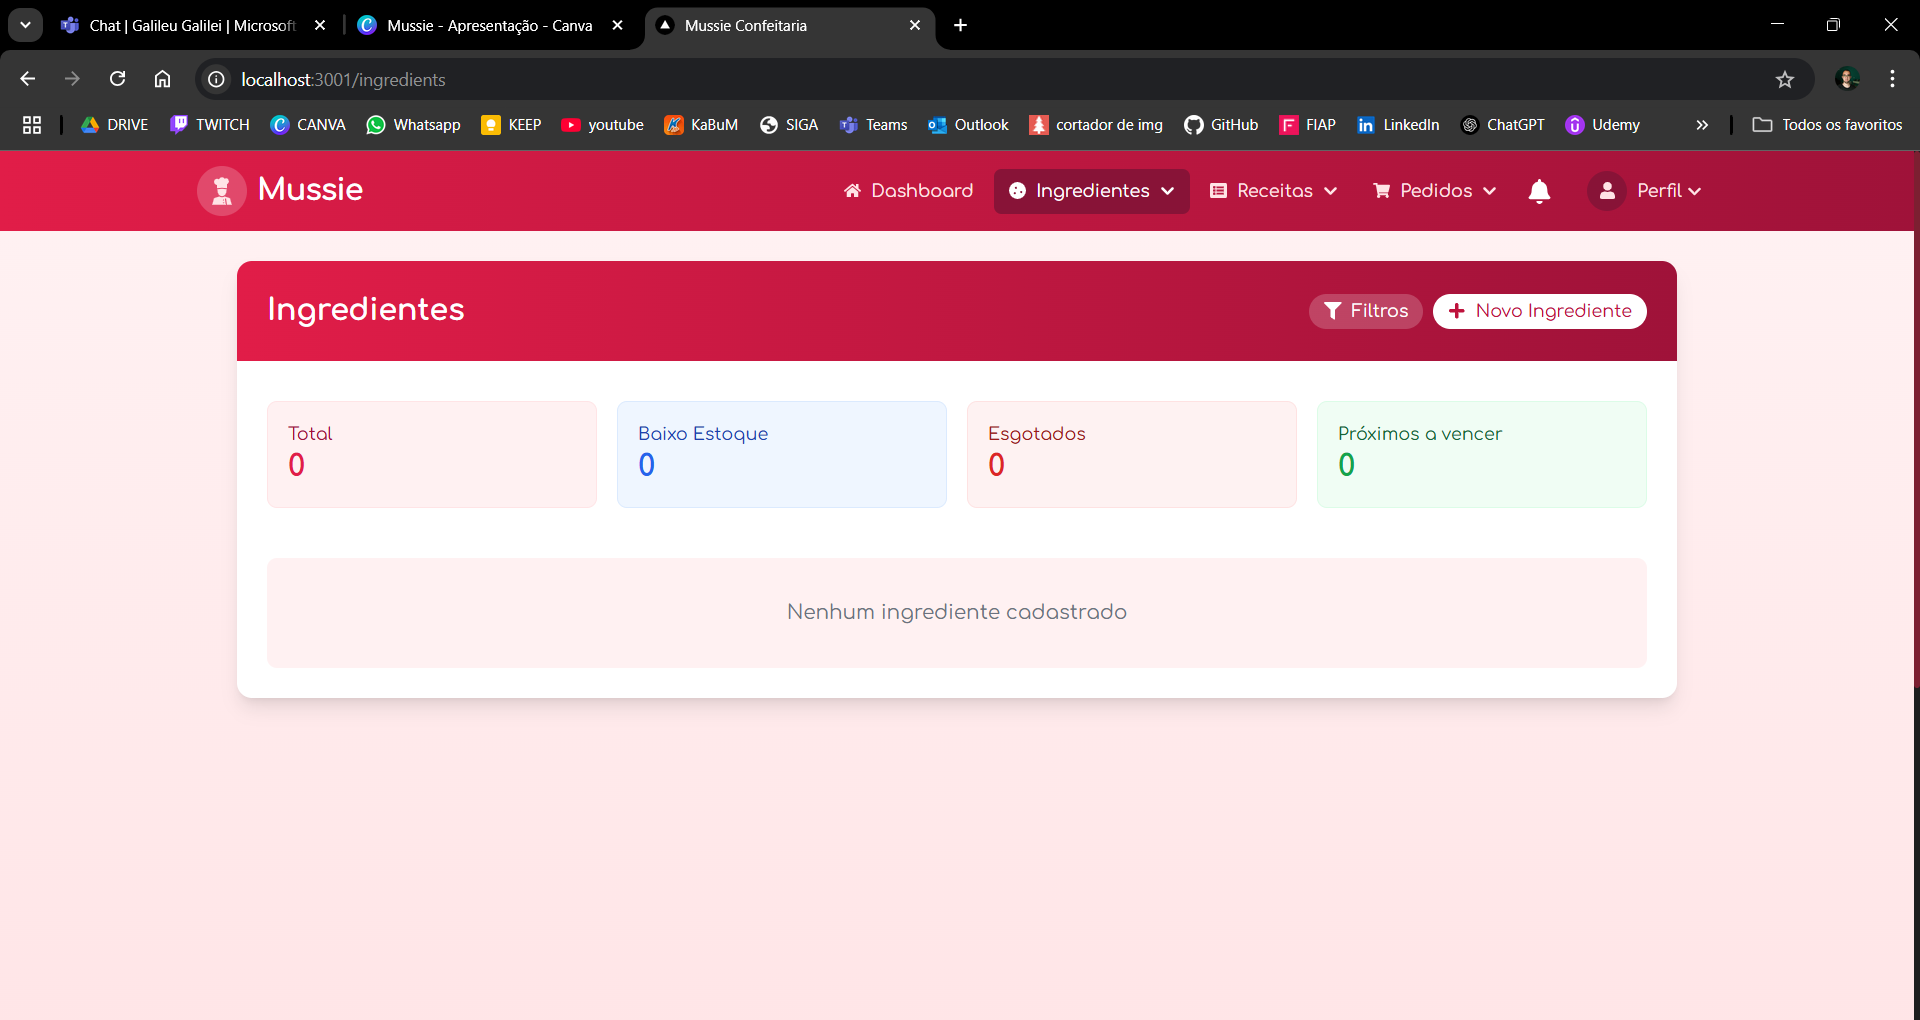 Chat | Galileu Galilei | Microsoft
Mussie - Apresentação - Canva
Mussie Confeitaria
localhost:3001/ingredients
DRIVE
TWITCH
CANVA
Whatsapp
KEEP
youtube
KaBuM
SIGA
Teams
Outlook
cortador de img
GitHub
FIAP
LinkedIn
ChatGPT
Udemy
Todos os favoritos
Mussie
Dashboard
Ingredientes
Receitas
Pedidos
Perfil
Ingredientes
Filtros
Novo Ingrediente
Total
0
Baixo Estoque
0
Esgotados
0
Próximos a vencer
0
Nenhum ingrediente cadastrado